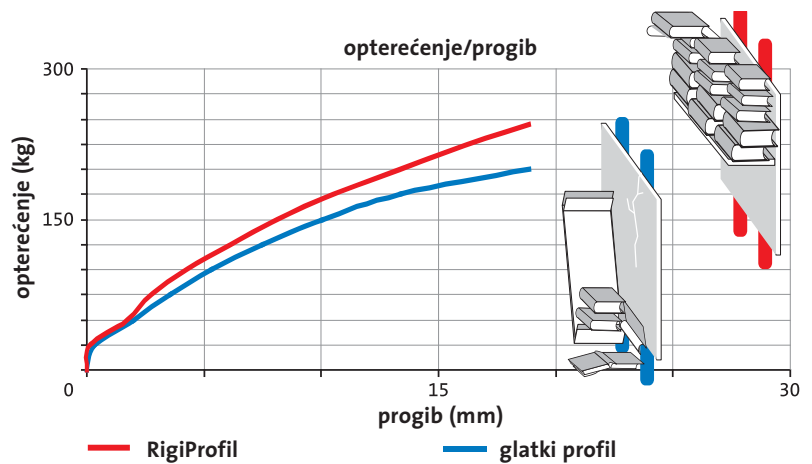 opterećenje/progib
300
opterećenje (kg)
150
0
15
30
progib (mm)
RigiProfil
glatki profil